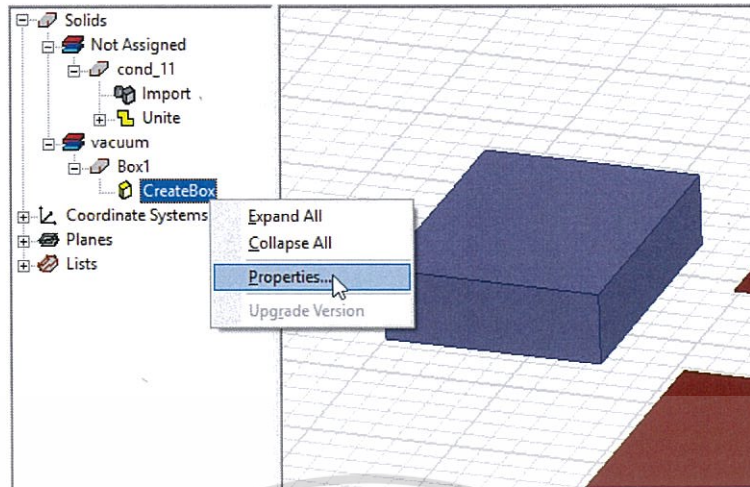 Solids
Not Assigned
cond_11
Import
Unite
vacuum
Box1
CreateBox
Coordinate Systems
Planes
Lists
Expand All
Collapse All
Properties...
Upgrade Version